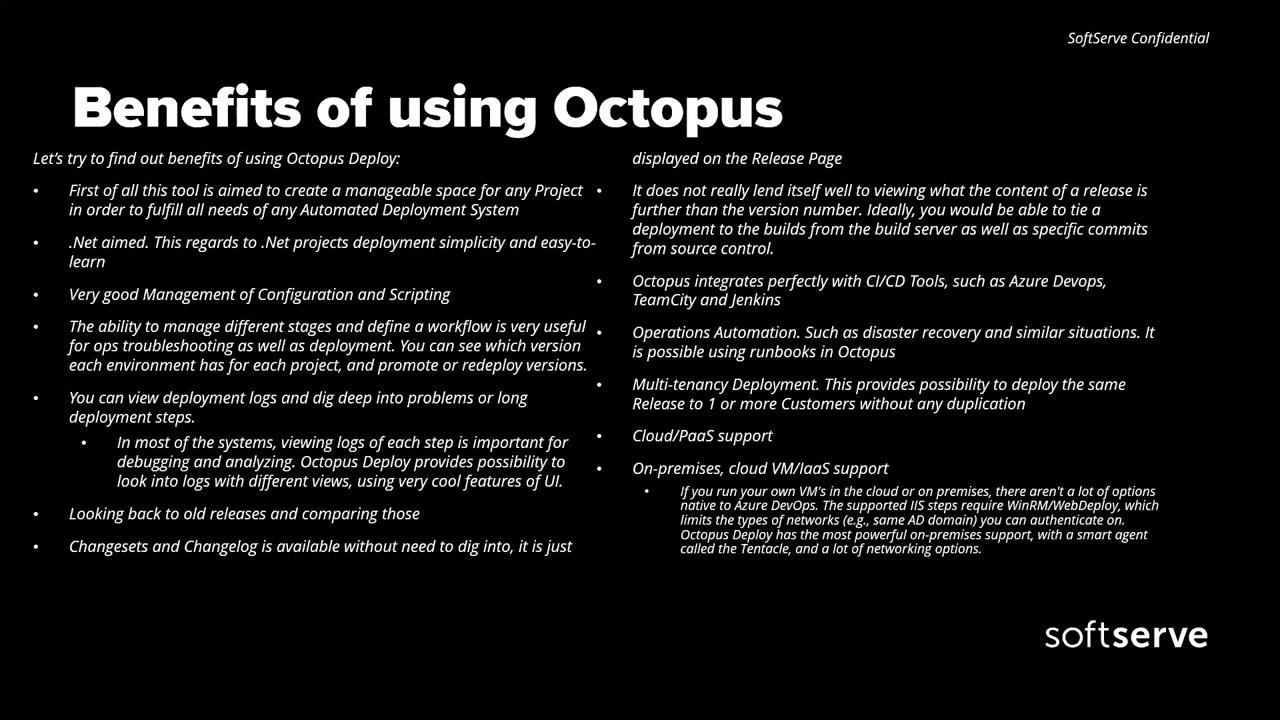 SoftServe Confidential
Benefits of using Octopus
Let's try to find out benefits of using Octopus Deploy:
• First of all this tool is aimed to create a manageable space for any Project
in order to fulfill all needs of any Automated Deployment System
• .Net aimed. This regards to .Net projects deployment simplicity and easy-to-
learn
• Very good Management of Configuration and Scripting
• The ability to manage different stages and define a workflow is very useful
for ops troubleshooting as well as deployment. You can see which version
each environment has for each project, and promote or redeploy versions.
• You can view deployment logs and dig deep into problems or long
deployment steps.
• In most of the systems, viewing logs of each step is important for
debugging and analyzing. Octopus Deploy provides possibility to
look into logs with different views, using very cool features of UI.
• Looking back to old releases and comparing those
• Changesets and Changelog is available without need to dig into, it is just
displayed on the Release Page
• It does not really lend itself well to viewing what the content of a release is
further than the version number. Ideally, you would be able to tie a
deployment to the builds from the build server as well as specific commits
from source control.
• Octopus integrates perfectly with CI/CD Tools, such as Azure Devops,
TeamCity and Jenkins
• Operations Automation. Such as disaster recovery and similar situations. It
is possible using runbooks in Octopus
• Multi-tenancy Deployment. This provides possibility to deploy the same
Release to 1 or more Customers without any duplication
• Cloud/PaaS support
• On-premises, cloud VM/IaaS support
• If you run your own VM's in the cloud or on premises, there aren't a lot of options
native to Azure DevOps. The supported IIS steps require WinRM/WebDeploy, which
limits the types of networks (e.g., same AD domain) you can authenticate on.
Octopus Deploy has the most powerful on-premises support, with a smart agent
called the Tentacle, and a lot of networking options.
softserve